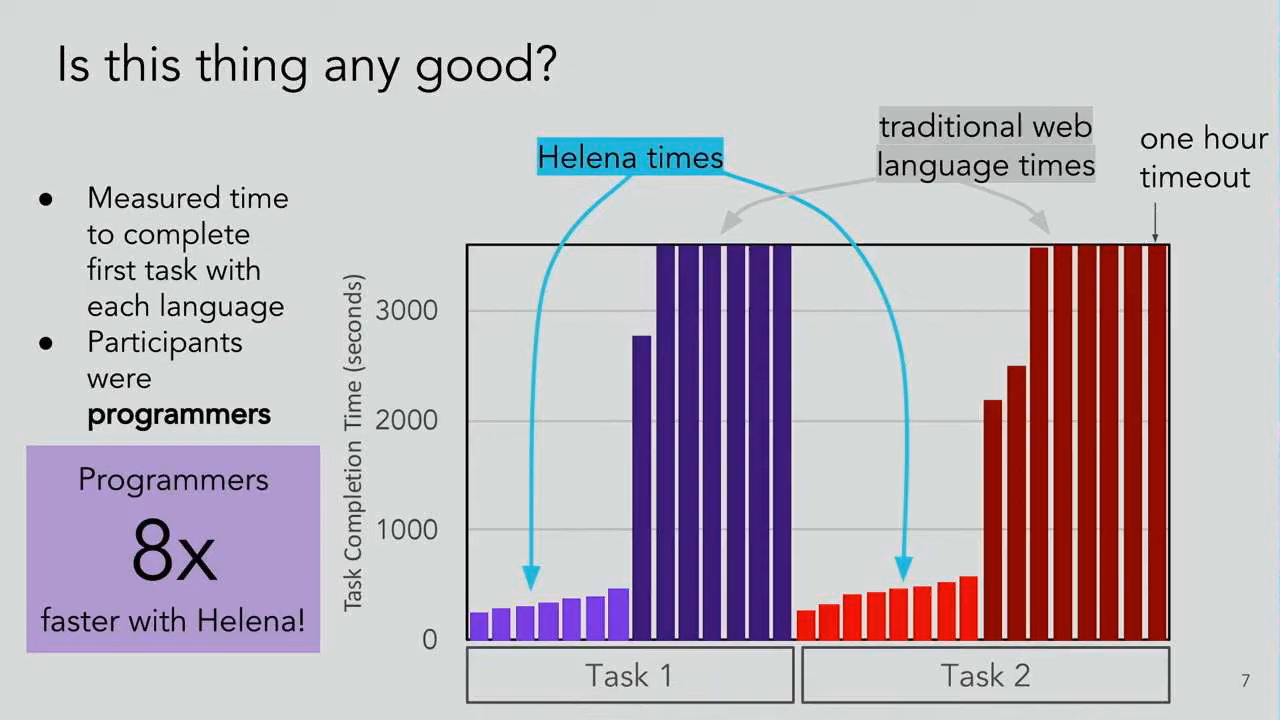 Is this thing any good?
● Measured time
to complete
first task with
each language
● Participants
were
programmers
Programmers
8x
faster with Helena!
Helena times
traditional web
language times
one hour
timeout
Task Completion Time (seconds)
3000
2000
1000
0
Task 1
Task 2
7